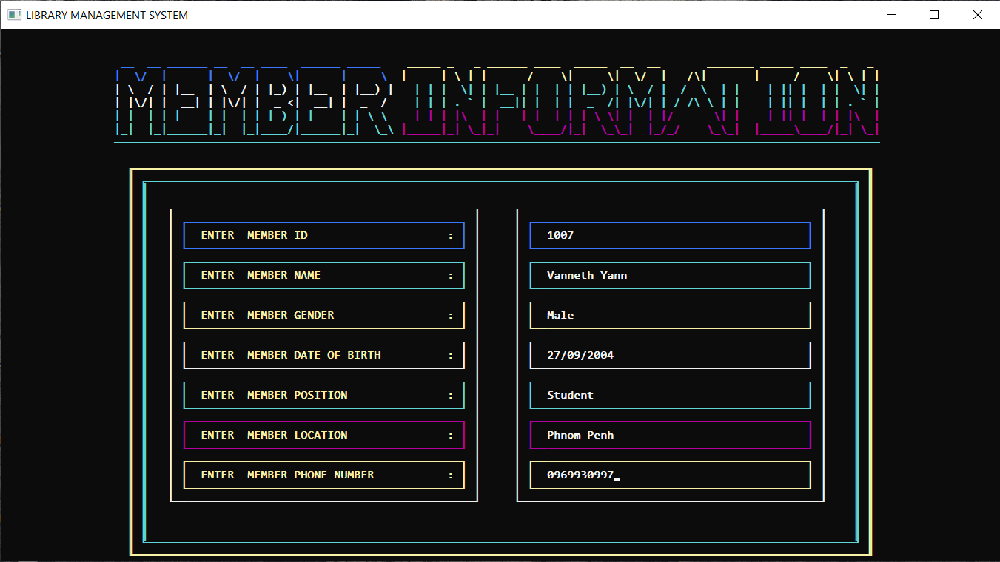 LIBRARY MANAGEMENT SYSTEM
MEMBER INFORMATION
ENTER  MEMBER ID : 1007
ENTER  MEMBER NAME : Vanneth Yann
ENTER  MEMBER GENDER : Male
ENTER  MEMBER DATE OF BIRTH : 27/09/2004
ENTER  MEMBER POSITION : Student
ENTER  MEMBER LOCATION : Phnom Penh
ENTER  MEMBER PHONE NUMBER : 0969930997